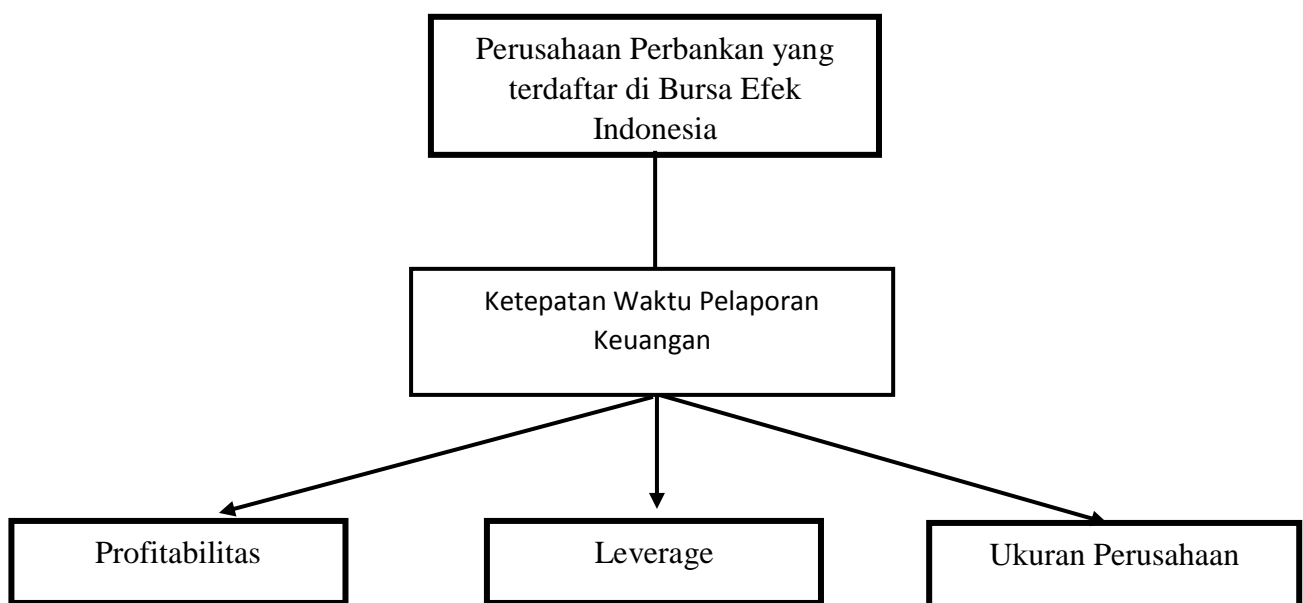 Perusahaan Perbankan yang
terdaftar di Bursa Efek
Indonesia
Ketepatan Waktu Pelaporan
Keuangan
Profitabilitas
Leverage
Ukuran Perusahaan